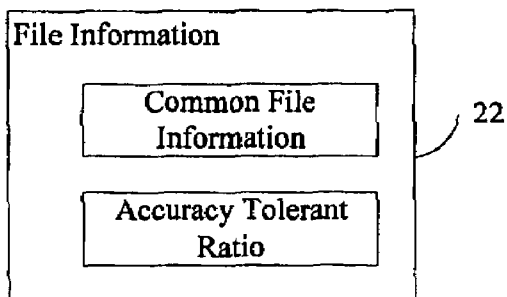 File Information
Common File
Information
22
Accuracy Tolerant
Ratio